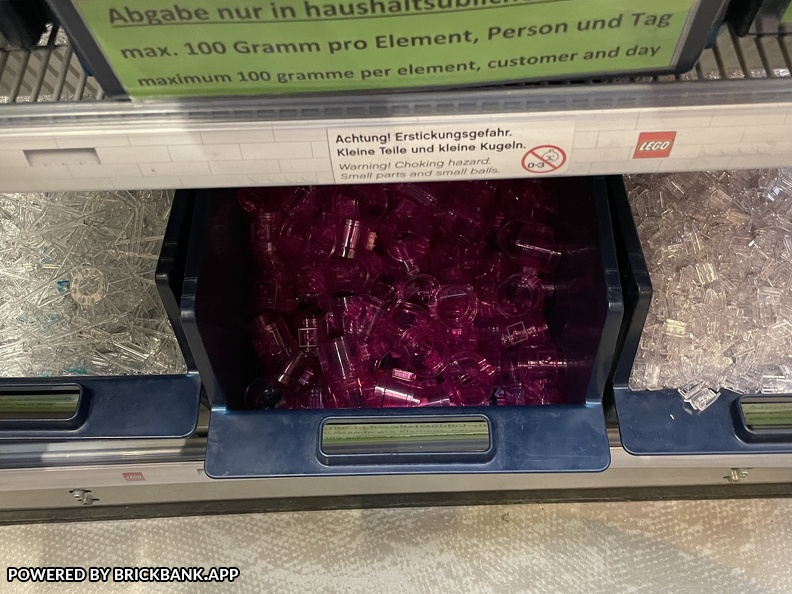 Abgabe nur in haushaltsüblichen
max. 100 Gramm pro Element, Person und Tag
maximum 100 gramme per element, customer and day
Achtung! Erstickungsgefahr.
Kleine Teile und kleine Kugeln.
Warning! Choking hazard.
Small parts and small balls.
0-3
LEGO
LEGO
POWERED BY BRICKBANK.APP